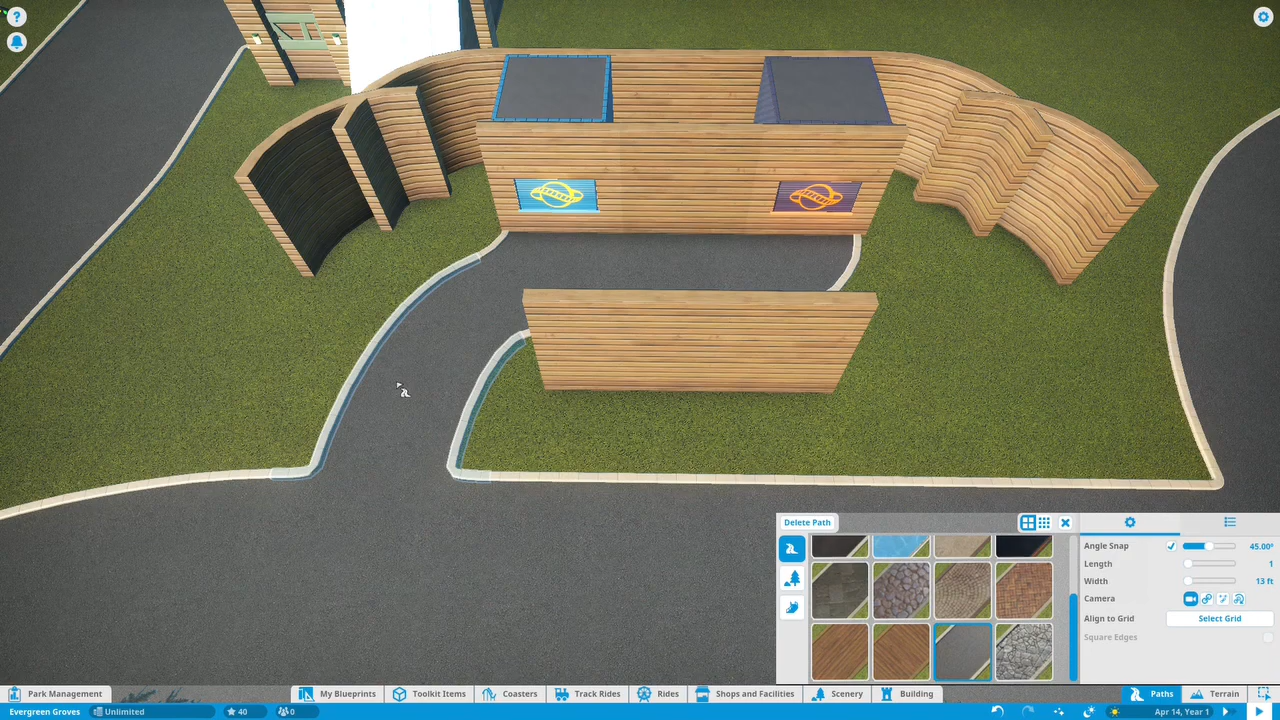 ?
Delete Path
Angle Snap 45.00°
Length 1
Width 13 ft
Camera
Align to Grid Select Grid
Square Edges
Park Management My Blueprints Toolkit Items Coasters Track Rides Rides Shops and Facilities Scenery Building Paths Terrain
Evergreen Groves Unlimited 40 0 Apr 14, Year 1